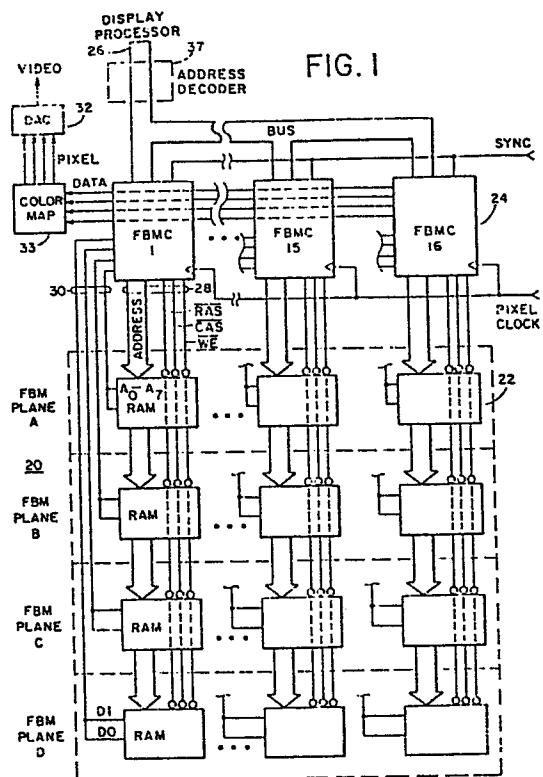 DISPLAY
PROCESSOR
26
37
FIG. 1
VIDEO
ADDRESS
DECODER
32
DAC
BUS
SYNC
PIXEL
DATA
COLOR
MAP
33
FBMC
1
FBMC
15
FBMC
16
24
30
28
ADDRESS
RAS
CAS
WE
PIXEL
CLOCK
FBM
PLANE
A
A0-A7
RAM
22
20
FBM
PLANE
B
RAM
FBM
PLANE
C
RAM
FBM
PLANE
D
DI
DO
RAM